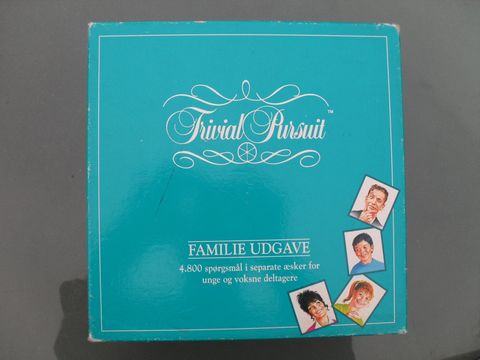 Trivial Pursuit™
FAMILIE UDGAVE
4.800 spørgsmål i separate æsker for
unge og voksne deltagere